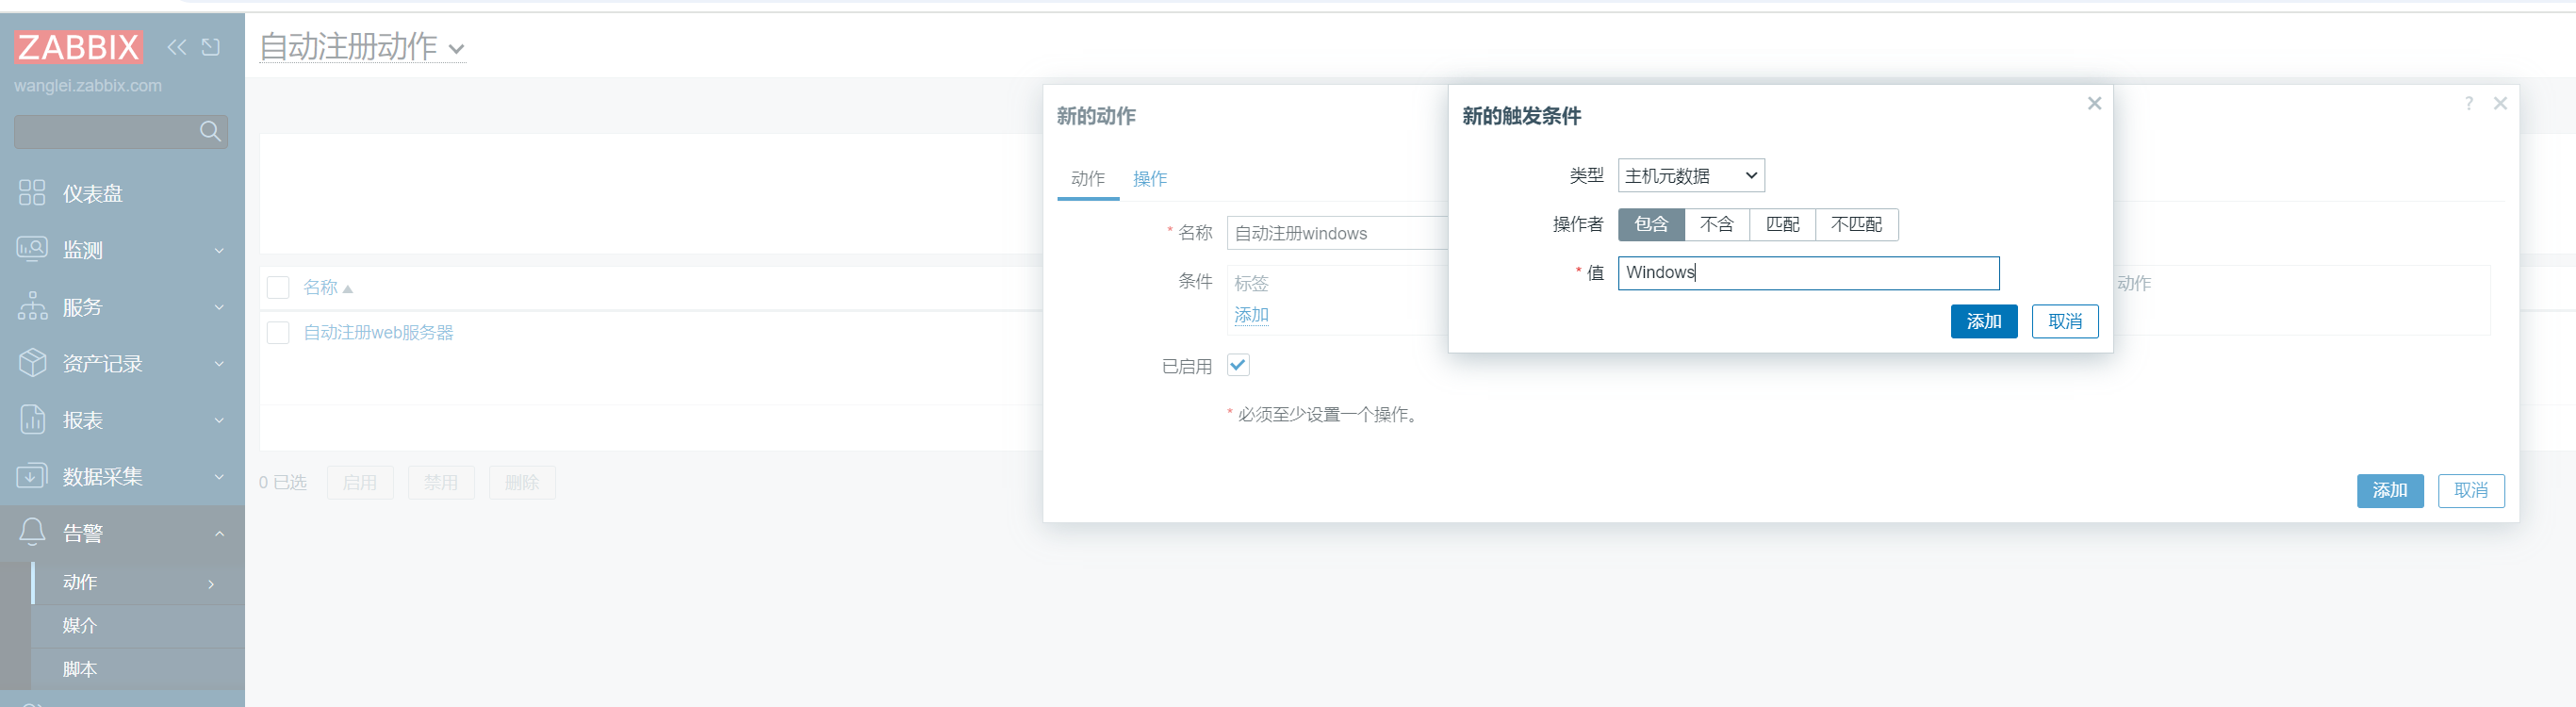 ZABBIX
wanglei.zabbix.com
仪表盘
监测
服务
资产记录
报表
数据采集
告警
动作
媒介
脚本
自动注册动作
名称
自动注册web服务器
0 已选 启用 禁用 删除
新的动作
?
动作 操作
* 名称 自动注册windows
条件 标签 动作
添加
已启用
* 必须至少设置一个操作。
添加 取消
新的触发条件
类型 主机元数据
操作者 包含 不含 匹配 不匹配
* 值 Windows
添加 取消